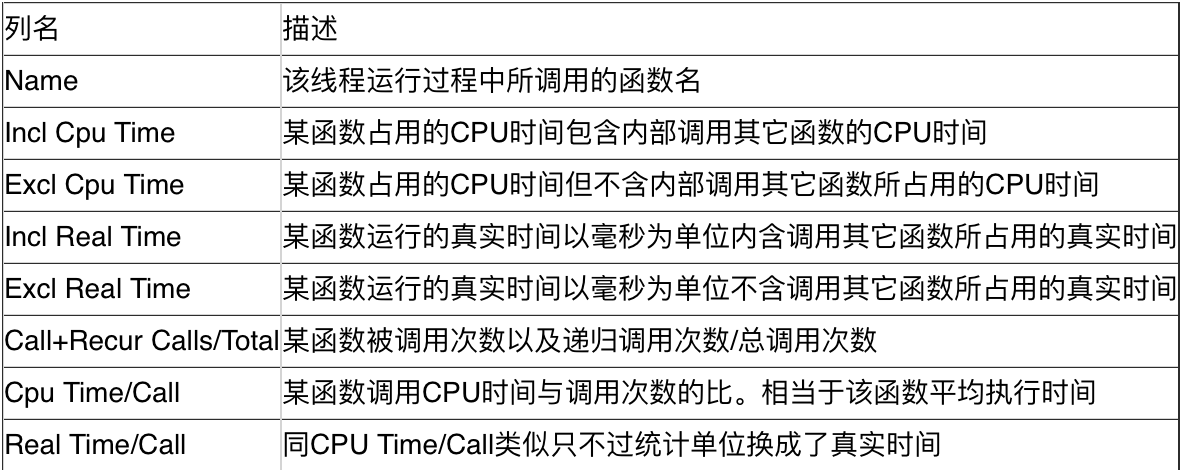 列名 描述
Name 该线程运行过程中所调用的函数名
Incl Cpu Time 某函数占用的CPU时间包含内部调用其它函数的CPU时间
Excl Cpu Time 某函数占用的CPU时间但不含内部调用其它函数所占用的CPU时间
Incl Real Time 某函数运行的真实时间以毫秒为单位内含调用其它函数所占用的真实时间
Excl Real Time 某函数运行的真实时间以毫秒为单位不含调用其它函数所占用的真实时间
Call+Recur Calls/Total 某函数被调用次数以及递归调用次数/总调用次数
Cpu Time/Call 某函数调用CPU时间与调用次数的比。相当于该函数平均执行时间
Real Time/Call 同CPU Time/Call类似只不过统计单位换成了真实时间